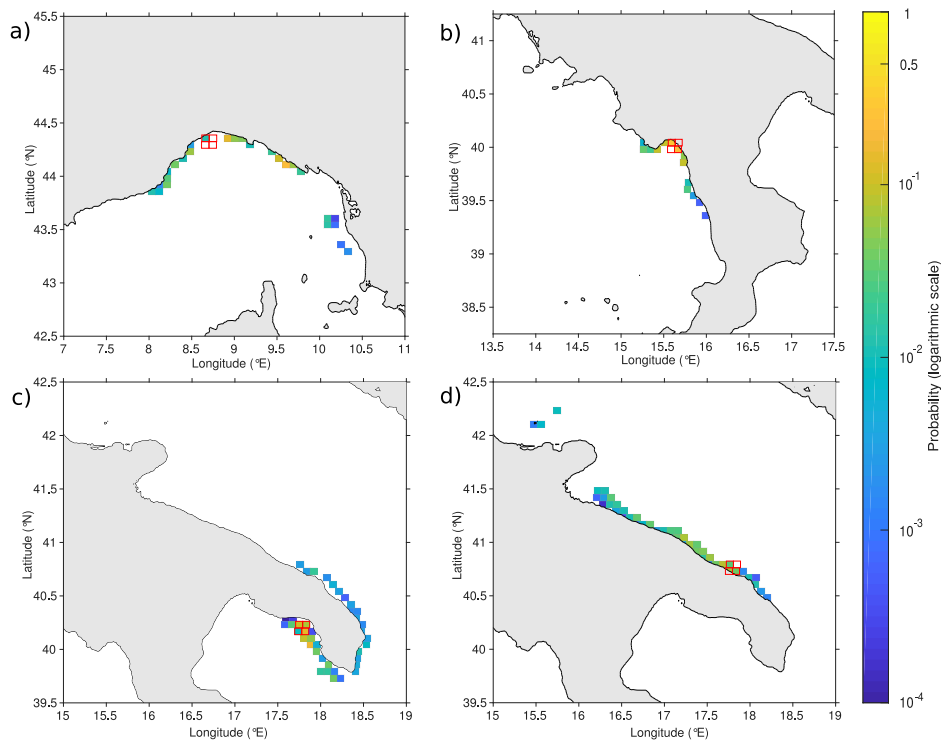 a)
45.5
45
44.5
44
43.5
43
42.5
Latitude (°N)
7 7.5 8 8.5 9 9.5 10 10.5 11
Longitude (°E)
b)
41
40.5
40
39.5
39
38.5
Latitude (°N)
13.5 14 14.5 15 15.5 16 16.5 17 17.5
Longitude (°E)
c)
42.5
42
41.5
41
40.5
40
39.5
Latitude (°N)
15 15.5 16 16.5 17 17.5 18 18.5 19
Longitude (°E)
d)
42.5
42
41.5
41
40.5
40
39.5
Latitude (°N)
15 15.5 16 16.5 17 17.5 18 18.5 19
Longitude (°E)
1
0.5
10-1
10-2
10-3
10-4
Probability (logarithmic scale)